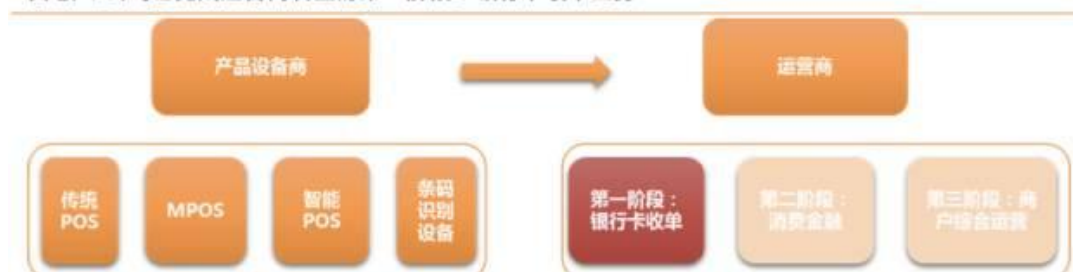 产品设备商
运营商
传统
POS
MPOS
智能
POS
条码
识别
设备
第一阶段：
银行卡收单
第二阶段：
消费金融
第三阶段：商
户综合运营